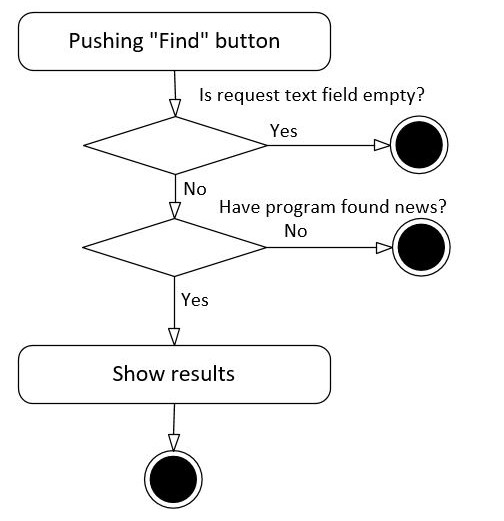 Pushing "Find" button
Is request text field empty?
Yes
No
Have program found news?
No
Yes
Show results